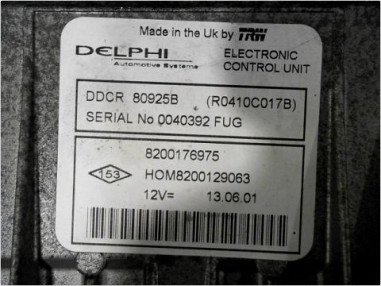 Made in the Uk by TRW
DELPHI
Automotive Systems
ELECTRONIC
CONTROL UNIT
DDCR 80925B (R0410C017B)
SERIAL No 0040392 FUG
8200176975
153
HOM8200129063
12V= 13.06.01